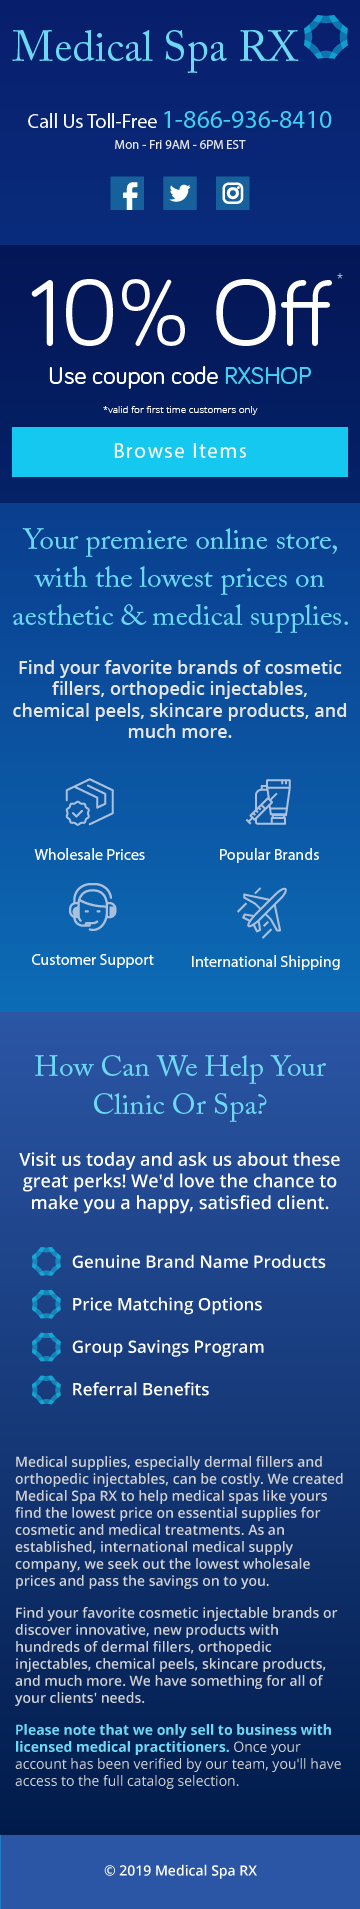 Medical Spa RX
Call Us Toll-Free 1-866-936-8410
Mon - Fri 9AM - 6PM EST
10% Off*
Use coupon code RXSHOP
*valid for first time customers only
Browse Items
Your premiere online store,
with the lowest prices on
aesthetic & medical supplies.
Find your favorite brands of cosmetic
fillers, orthopedic injectables,
chemical peels, skincare products, and
much more.
Wholesale Prices
Popular Brands
Customer Support
International Shipping
How Can We Help Your
Clinic Or Spa?
Visit us today and ask us about these
great perks! We'd love the chance to
make you a happy, satisfied client.
Genuine Brand Name Products
Price Matching Options
Group Savings Program
Referral Benefits
Medical supplies, especially dermal fillers and
orthopedic injectables, can be costly. We created
Medical Spa RX to help medical spas like yours
find the lowest price on essential supplies for
cosmetic and medical treatments. As an
established, international medical supply
company, we seek out the lowest wholesale
prices and pass the savings on to you.
Find your favorite cosmetic injectable brands or
discover innovative, new products with
hundreds of dermal fillers, orthopedic
injectables, chemical peels, skincare products,
and much more. We have something for all of
your clients' needs.
Please note that we only sell to business with
licensed medical practitioners. Once your
account has been verified by our team, you'll have
access to the full catalog selection.
© 2019 Medical Spa RX